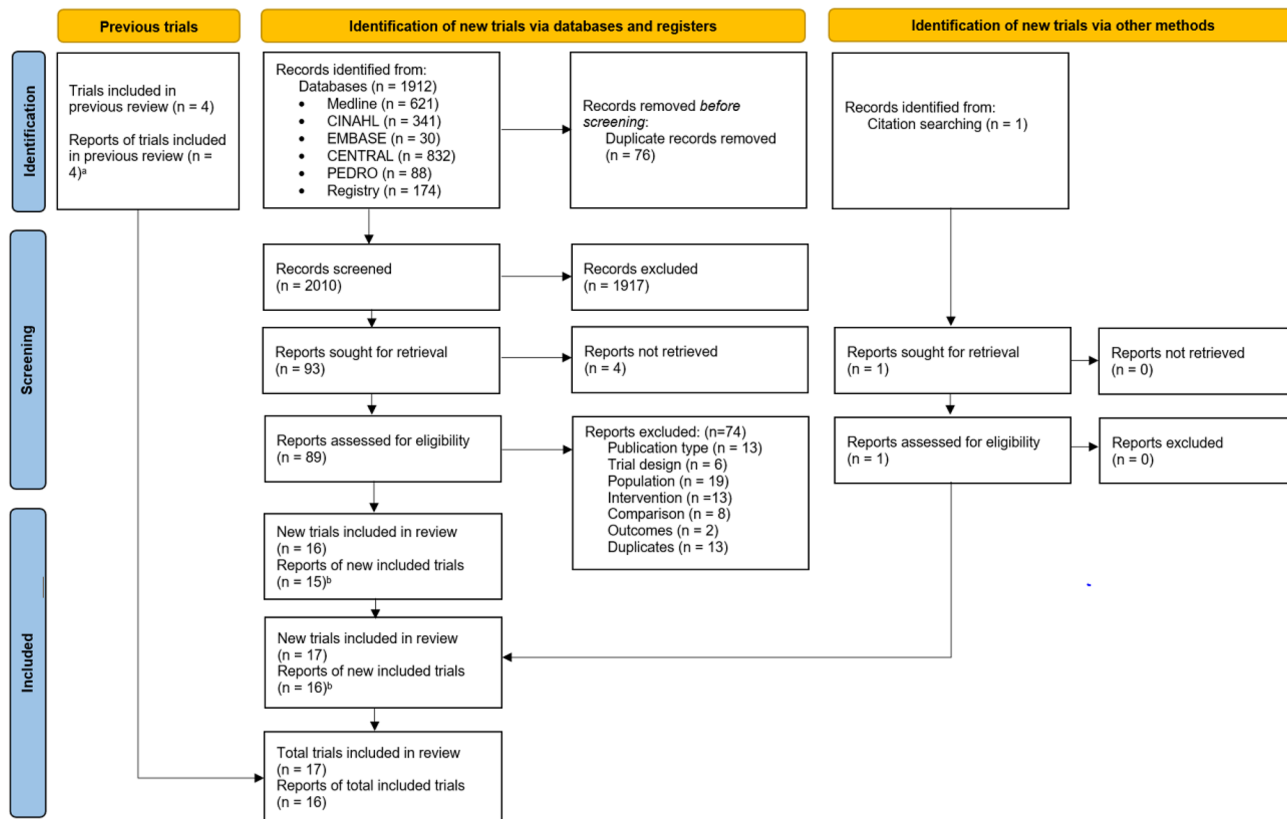 Previous trials
Identification of new trials via databases and registers
Identification of new trials via other methods
Identification
Trials included in
previous review (n = 4)
Reports of trials included
in previous review (n =
4)ᵃ
Records identified from:
Databases (n = 1912)
• Medline (n = 621)
• CINAHL (n = 341)
• EMBASE (n = 30)
• CENTRAL (n = 832)
• PEDRO (n = 88)
• Registry (n = 174)
Records removed before
screening:
Duplicate records removed
(n = 76)
Records identified from:
Citation searching (n = 1)
Screening
Records screened
(n = 2010)
Records excluded
(n = 1917)
Reports sought for retrieval
(n = 93)
Reports not retrieved
(n = 4)
Reports sought for retrieval
(n = 1)
Reports not retrieved
(n = 0)
Reports assessed for eligibility
(n = 89)
Reports excluded: (n=74)
Publication type (n = 13)
Trial design (n = 6)
Population (n = 19)
Intervention (n =13)
Comparison (n = 8)
Outcomes (n = 2)
Duplicates (n = 13)
Reports assessed for eligibility
(n = 1)
Reports excluded
(n = 0)
Included
New trials included in review
(n = 16)
Reports of new included trials
(n = 15)ᵇ
New trials included in review
(n = 17)
Reports of new included trials
(n = 16)ᵇ
Total trials included in review
(n = 17)
Reports of total included trials
(n = 16)